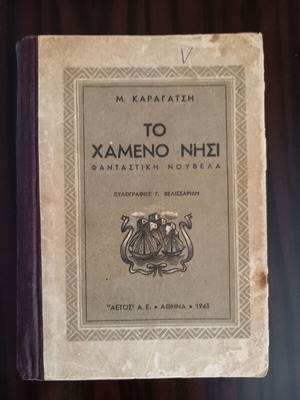 Μ. ΚΑΡΑΓΑΤΣΗ
ΤΟ
ΧΑΜΕΝΟ ΝΗΣΙ
ΦΑΝΤΑΣΤΙΚΗ ΝΟΥΒΕΛΑ
ΞΥΛΟΓΡΑΦΙΕΣ Γ. ΒΕΛΙΣΣΑΡΙΔΗ
"ΑΕΤΟΣ" Α.Ε. • ΑΘΗΝΑ • 1943